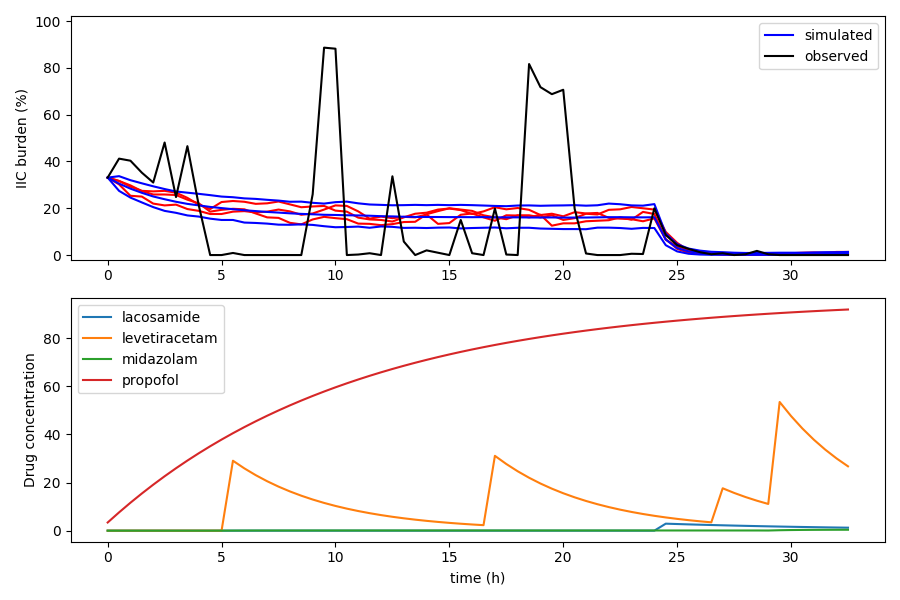 100
80
60
40
20
0
IIC burden (%)
simulated
observed
0
5
10
15
20
25
30
80
60
40
20
0
Drug concentration
lacosamide
levetiracetam
midazolam
propofol
0
5
10
15
20
25
30
time (h)